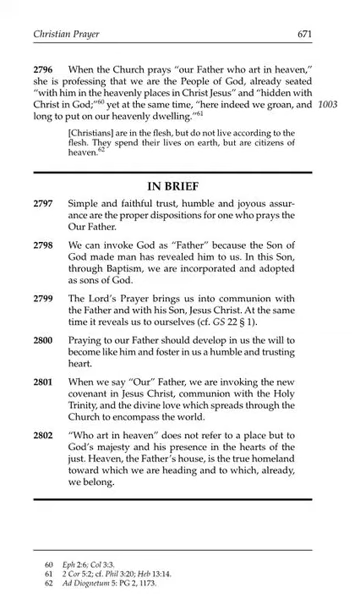 Christian Prayer 671
2796 When the Church prays “our Father who art in heaven,”
she is professing that we are the People of God, already seated
“with him in the heavenly places in Christ Jesus” and “hidden with
Christ in God;”60 yet at the same time, “here indeed we groan, and 1003
long to put on our heavenly dwelling.”61
[Christians] are in the flesh, but do not live according to the
flesh. They spend their lives on earth, but are citizens of
heaven.62
IN BRIEF
2797 Simple and faithful trust, humble and joyous assur-
ance are the proper dispositions for one who prays the
Our Father.
2798 We can invoke God as “Father” because the Son of
God made man has revealed him to us. In this Son,
through Baptism, we are incorporated and adopted
as sons of God.
2799 The Lord’s Prayer brings us into communion with
the Father and with his Son, Jesus Christ. At the same
time it reveals us to ourselves (cf. GS 22 § 1).
2800 Praying to our Father should develop in us the will to
become like him and foster in us a humble and trusting
heart.
2801 When we say “Our” Father, we are invoking the new
covenant in Jesus Christ, communion with the Holy
Trinity, and the divine love which spreads through the
Church to encompass the world.
2802 “Who art in heaven” does not refer to a place but to
God’s majesty and his presence in the hearts of the
just. Heaven, the Father’s house, is the true homeland
toward which we are heading and to which, already,
we belong.
60 Eph 2:6; Col 3:3.
61 2 Cor 5:2; cf. Phil 3:20; Heb 13:14.
62 Ad Diognetum 5: PG 2, 1173.